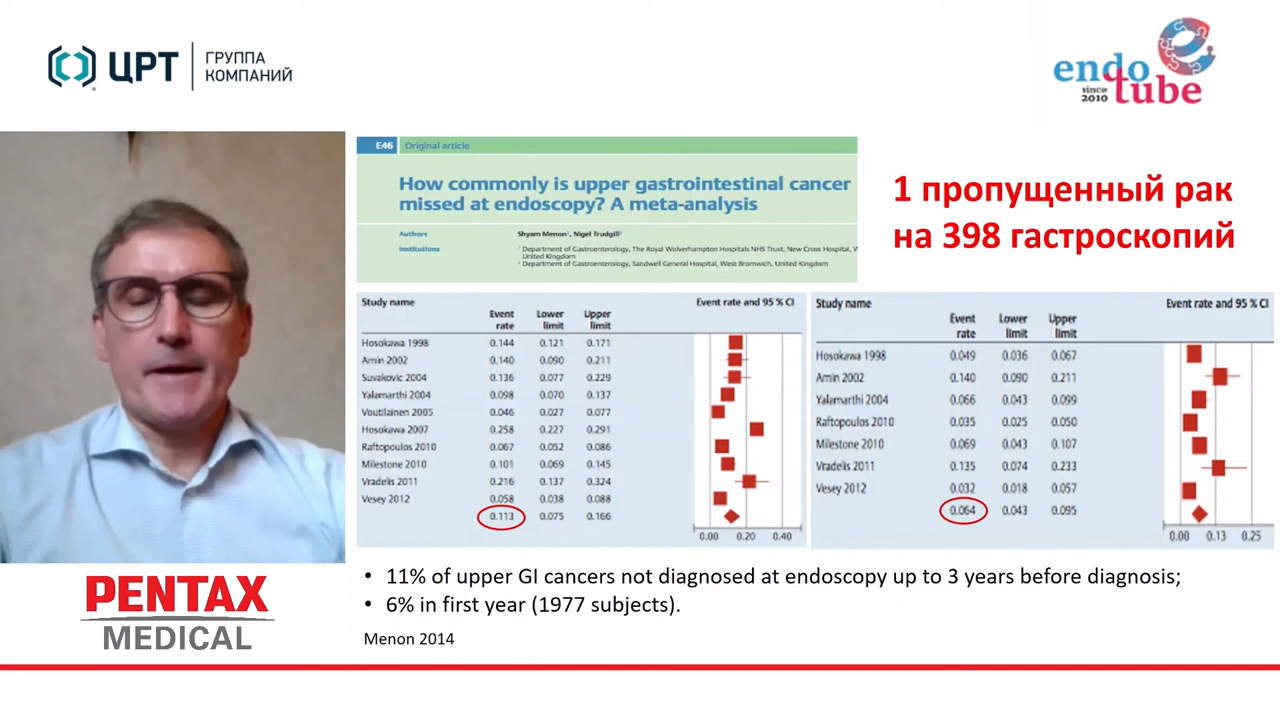 ЦРТ
ГРУППА
КОМПАНИЙ
endo
since
2010
tube
E46 Original article
How commonly is upper gastrointestinal cancer
missed at endoscopy? A meta-analysis
Authors Shyam Menon¹, Nigel Trudgill²
Institutions ¹ Department of Gastroenterology, The Royal Wolverhampton Hospitals NHS Trust, New Cross Hospital, W
United Kingdom
² Department of Gastroenterology, Sandwell General Hospital, West Bromwich, United Kingdom
1 пропущенный рак
на 398 гастроскопий
Study name Event rate and 95 % CI
Event Lower Upper
rate limit limit
Hosokawa 1998 0.144 0.121 0.171
Amin 2002 0.140 0.090 0.211
Suvakovic 2004 0.136 0.077 0.229
Yalamarthi 2004 0.098 0.070 0.137
Voutilainen 2005 0.046 0.027 0.077
Hosokawa 2007 0.258 0.227 0.291
Raftopoulos 2010 0.067 0.052 0.086
Milestone 2010 0.101 0.069 0.145
Vradelis 2011 0.216 0.137 0.324
Vesey 2012 0.058 0.038 0.088
0.113 0.075 0.166
0.00 0.20 0.40
Study name Event rate and 95 % CI
Event Lower Upper
rate limit limit
Hosokawa 1998 0.049 0.036 0.067
Amin 2002 0.140 0.090 0.211
Yalamarthi 2004 0.066 0.043 0.099
Raftopoulos 2010 0.035 0.025 0.050
Milestone 2010 0.069 0.043 0.107
Vradelis 2011 0.135 0.074 0.233
Vesey 2012 0.032 0.018 0.057
0.064 0.043 0.095
0.00 0.13 0.25
• 11% of upper GI cancers not diagnosed at endoscopy up to 3 years before diagnosis;
• 6% in first year (1977 subjects).
Menon 2014
PENTAX
MEDICAL